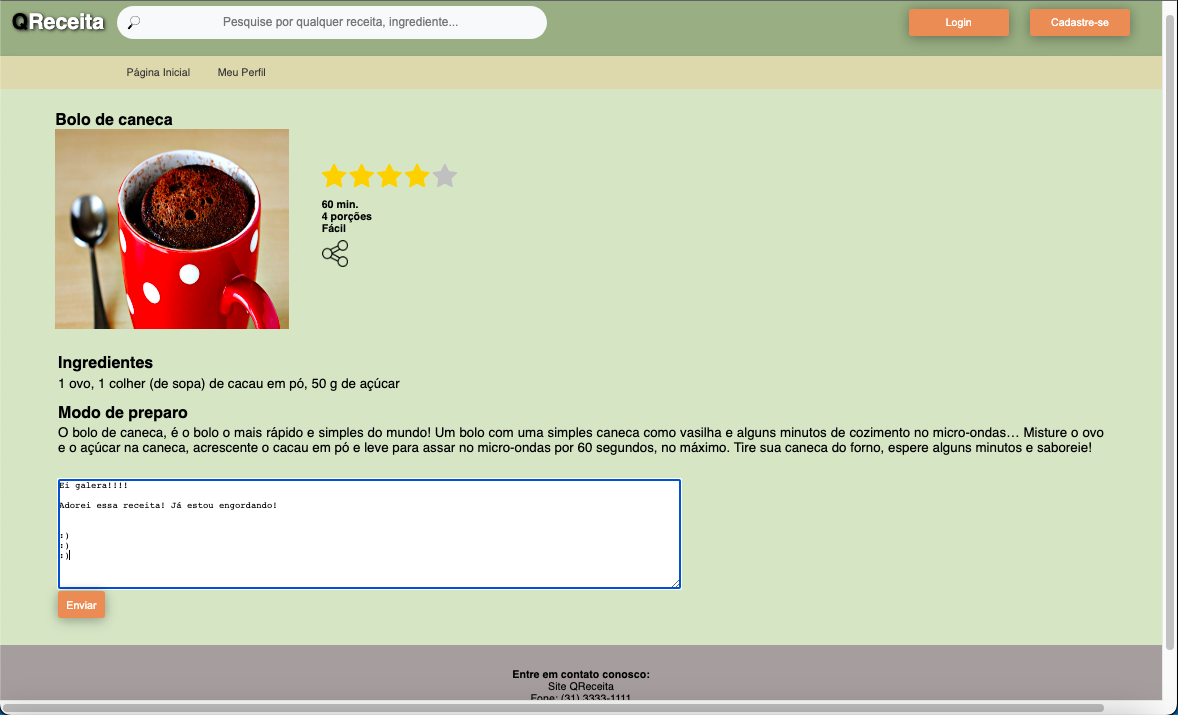 QReceita
Pesquise por qualquer receita, ingrediente...
Login
Cadastre-se
Página Inicial
Meu Perfil
Bolo de caneca
60 min.
4 porções
Fácil
Ingredientes
1 ovo, 1 colher (de sopa) de cacau em pó, 50 g de açúcar
Modo de preparo
O bolo de caneca, é o bolo o mais rápido e simples do mundo! Um bolo com uma simples caneca como vasilha e alguns minutos de cozimento no micro-ondas… Misture o ovo
e o açúcar na caneca, acrescente o cacau em pó e leve para assar no micro-ondas por 60 segundos, no máximo. Tire sua caneca do forno, espere alguns minutos e saboreie!
Ei galera!!!!
Adorei essa receita! Já estou engordando!
:)
:)
:)
Enviar
Entre em contato conosco:
Site QReceita
Fone: (31) 3333-1111